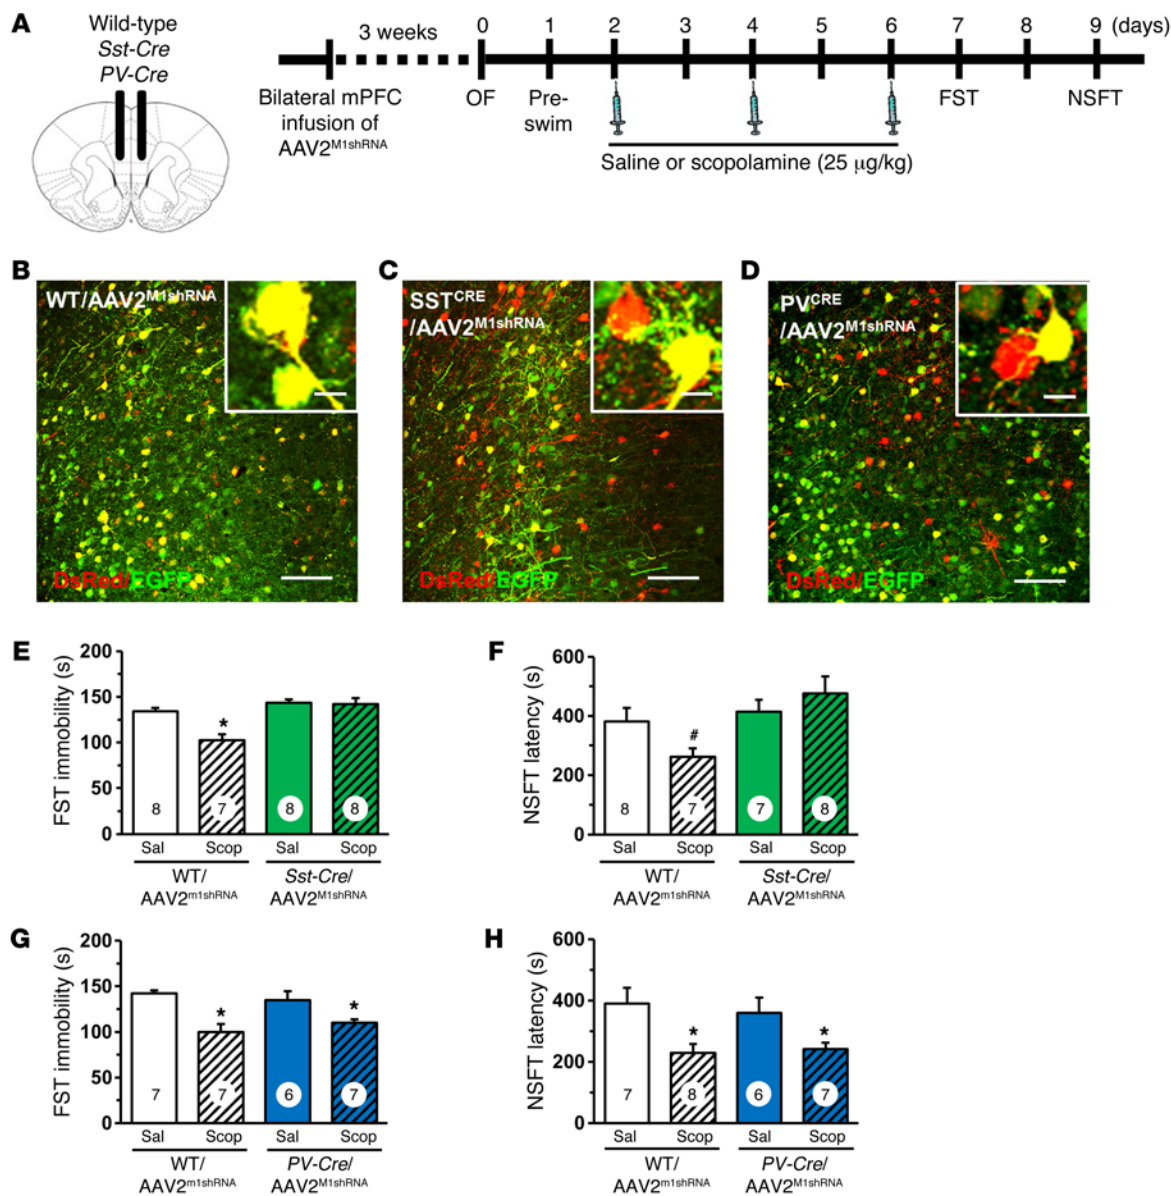 A
Wild-type
Sst-Cre
PV-Cre
3 weeks
0 1 2 3 4 5 6 7 8 9 (days)
Bilateral mPFC
infusion of
AAV2M1shRNA
OF
Pre-
swim
FST
NSFT
Saline or scopolamine (25 μg/kg)
B
WT/AAV2M1shRNA
DsRed/EGFP
C
SSTCRE
/AAV2M1shRNA
DsRed/EGFP
D
PVCRE
/AAV2M1shRNA
DsRed/EGFP
E
FST immobility (s)
200
150
100
50
0
*
8 7 8 8
Sal Scop Sal Scop
WT/ Sst-Cre/
AAV2m1shRNA AAV2M1shRNA
F
NSFT latency (s)
600
400
200
0
#
8 7 7 8
Sal Scop Sal Scop
WT/ Sst-Cre/
AAV2m1shRNA AAV2M1shRNA
G
FST immobility (s)
200
150
100
50
0
* *
7 7 6 7
Sal Scop Sal Scop
WT/ PV-Cre/
AAV2m1shRNA AAV2M1shRNA
H
NSFT latency (s)
600
400
200
0
* *
7 8 6 7
Sal Scop Sal Scop
WT/ PV-Cre/
AAV2m1shRNA AAV2M1shRNA